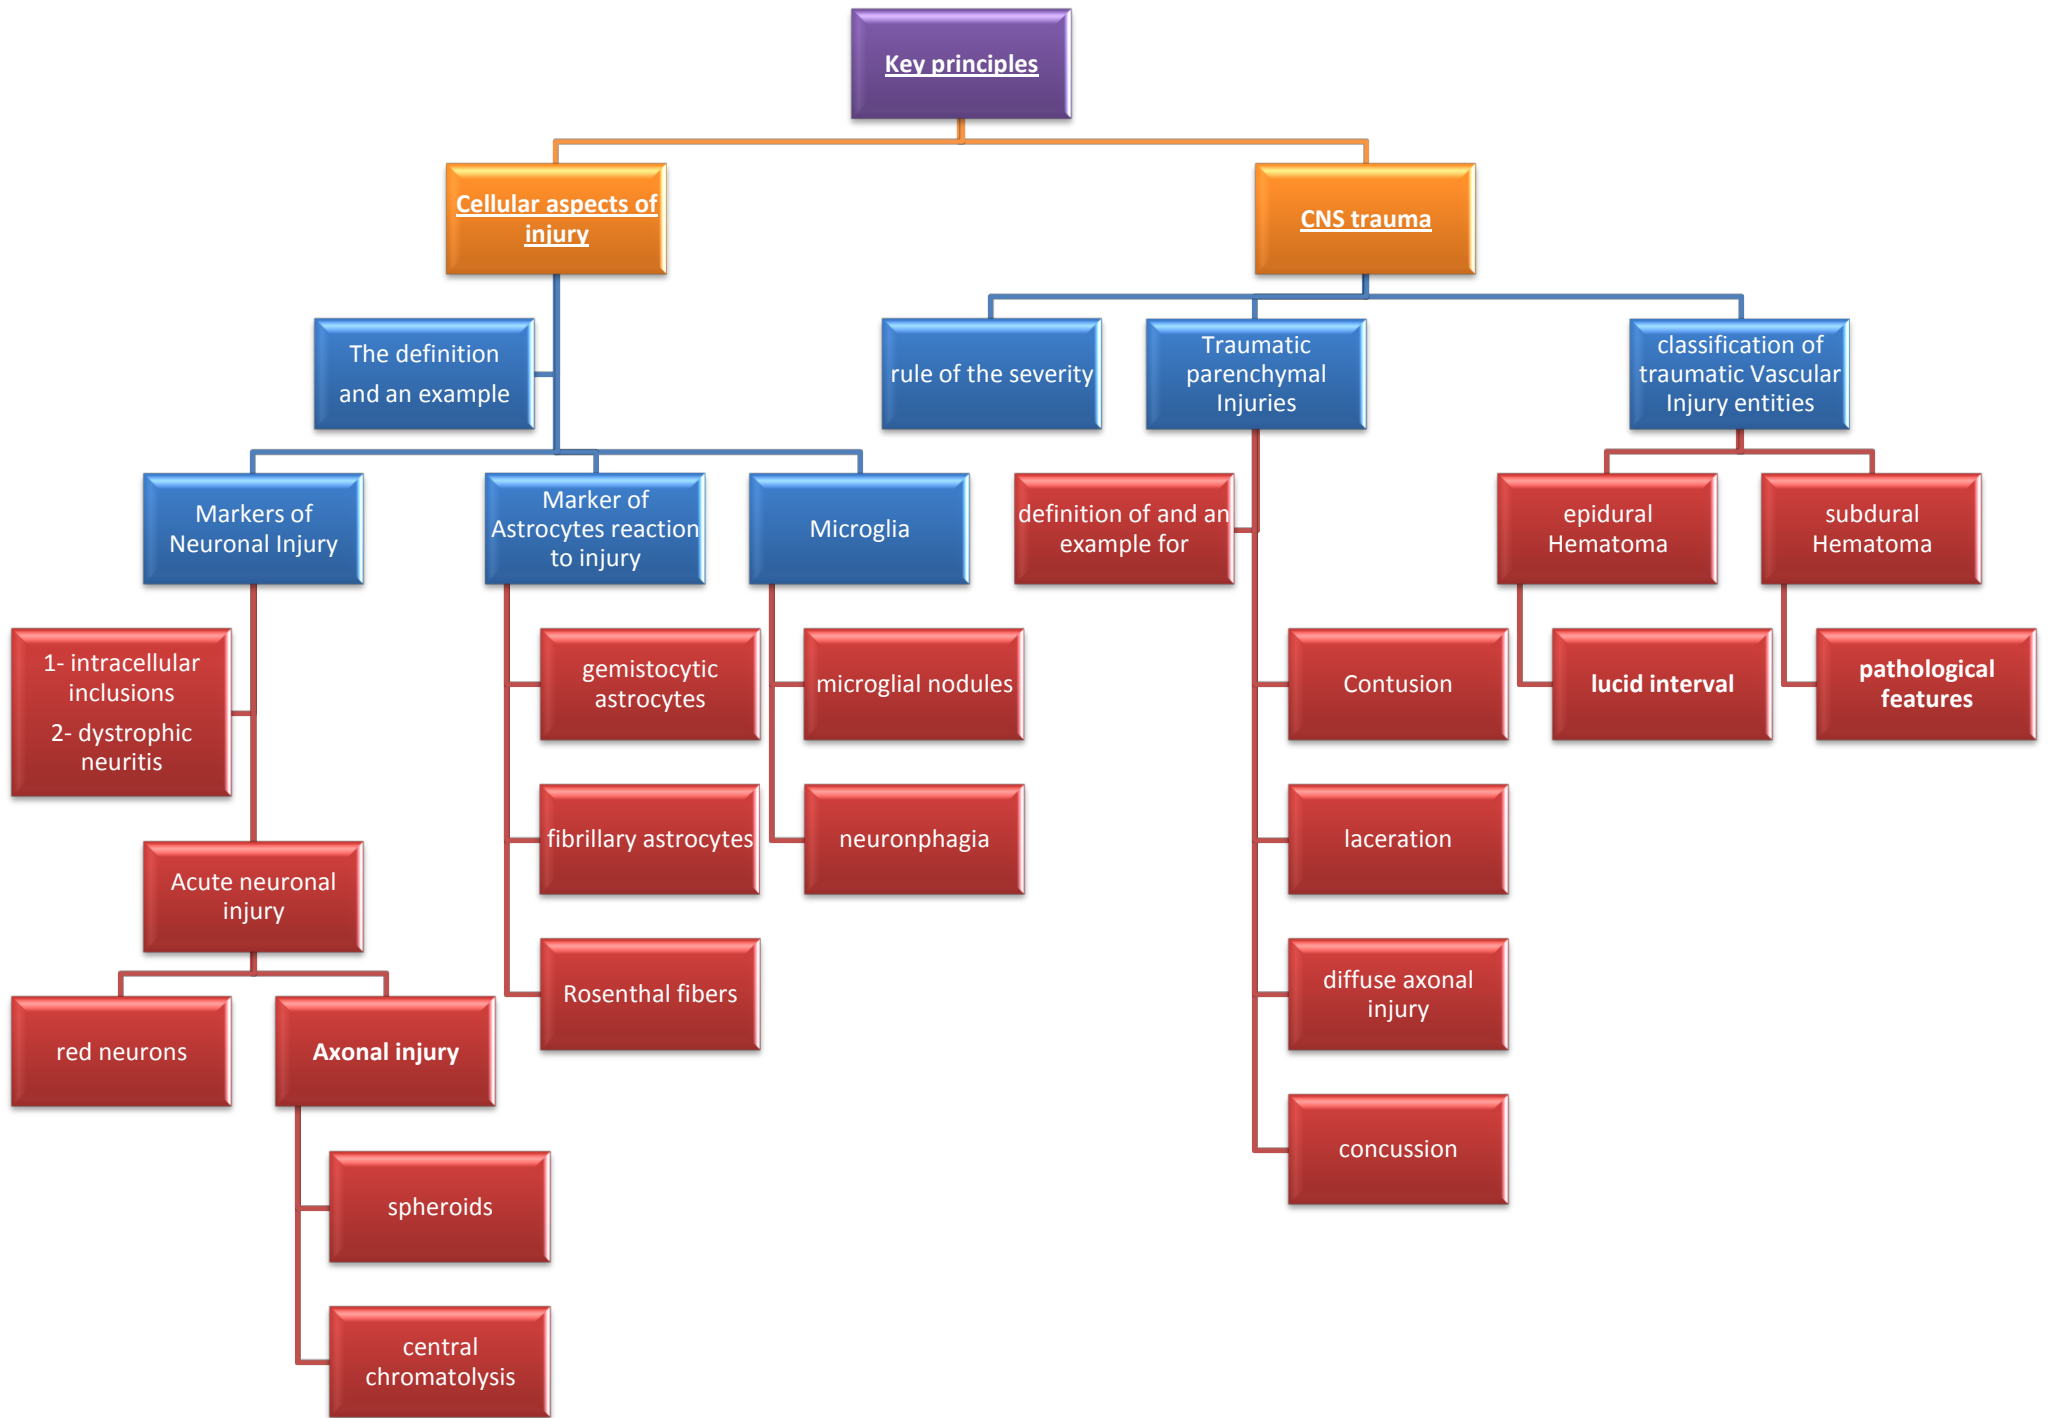 Key principles
Cellular aspects of
injury
CNS trauma
The definition
and an example
rule of the severity
Traumatic
parenchymal
Injuries
classification of
traumatic Vascular
Injury entities
Markers of
Neuronal Injury
Marker of
Astrocytes reaction
to injury
Microglia
definition of and an
example for
epidural
Hematoma
subdural
Hematoma
1- intracellular
inclusions
2- dystrophic
neuritis
gemistocytic
astrocytes
microglial nodules
Contusion
lucid interval
pathological
features
fibrillary astrocytes
neuronphagia
laceration
Acute neuronal
injury
Rosenthal fibers
diffuse axonal
injury
red neurons
Axonal injury
concussion
spheroids
central
chromatolysis